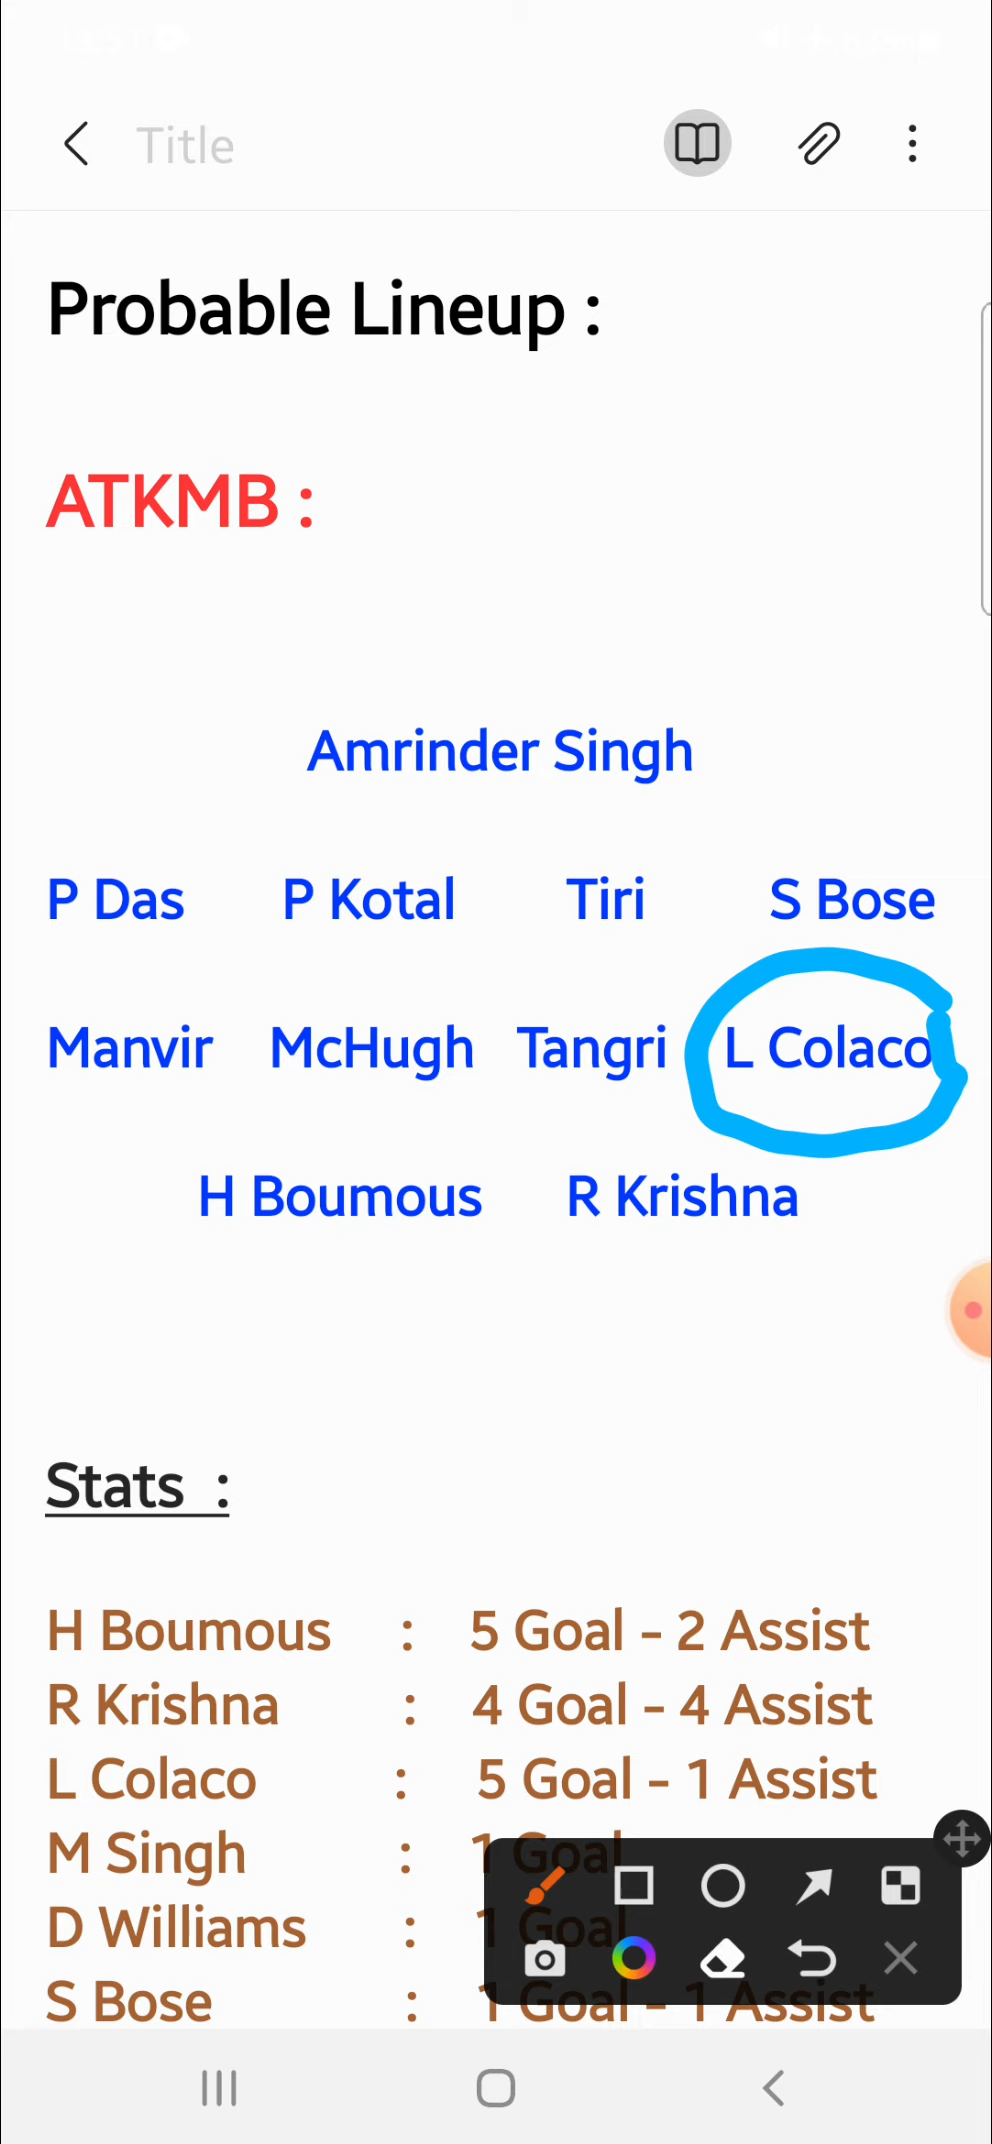 Title
Probable Lineup :
ATKMB :
Amrinder Singh
P Das P Kotal Tiri S Bose
Manvir McHugh Tangri L Colaco
H Boumous R Krishna
Stats :
H Boumous : 5 Goal - 2 Assist
R Krishna : 4 Goal - 4 Assist
L Colaco : 5 Goal - 1 Assist
M Singh : 1 Goal
D Williams : 1 Goal
S Bose : 1 Goal - 1 Assist